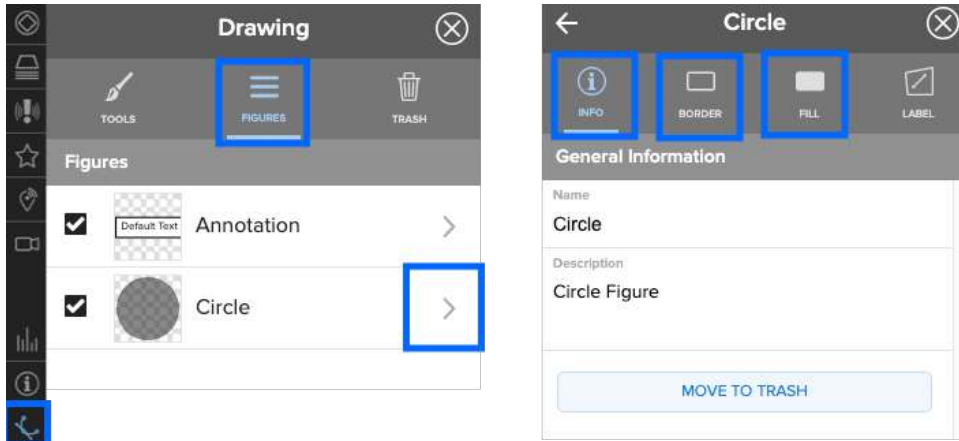 Drawing
TOOLS
FIGURES
TRASH
Figures
Default Text
Annotation
Circle
Circle
INFO
BORDER
FILL
LABEL
General Information
Name
Circle
Description
Circle Figure
MOVE TO TRASH